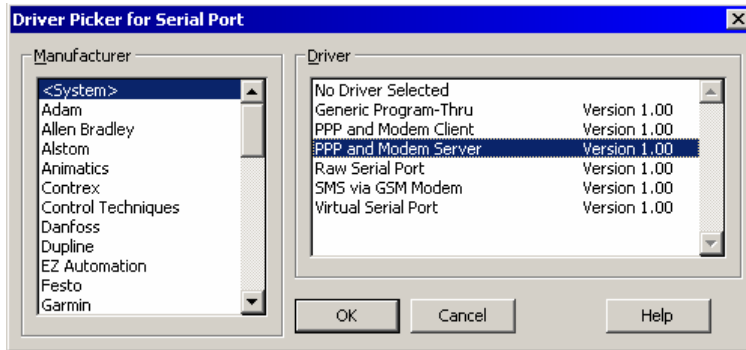 Driver Picker for Serial Port
Manufacturer
<System>
Adam
Allen Bradley
Alstom
Animatics
Contrex
Control Techniques
Danfoss
Dupline
EZ Automation
Festo
Garmin
Driver
No Driver Selected
Generic Program-Thru Version 1.00
PPP and Modem Client Version 1.00
PPP and Modem Server Version 1.00
Raw Serial Port Version 1.00
SMS via GSM Modem Version 1.00
Virtual Serial Port Version 1.00
OK Cancel Help